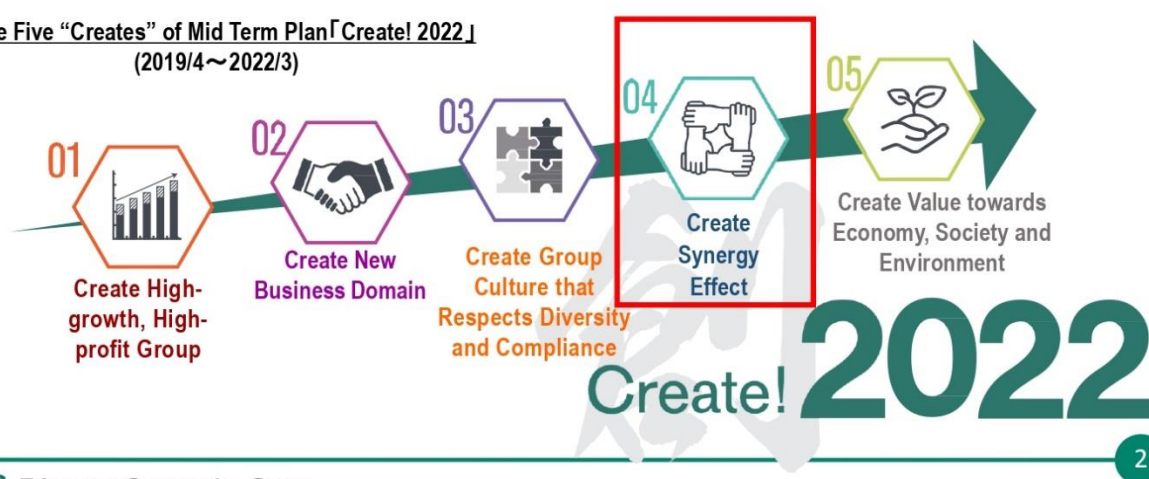 e Five “Creates” of Mid Term Plan「Create! 2022」
(2019/4～2022/3)
01
Create High-
growth, High-
profit Group
02
Create New
Business Domain
03
Create Group
Culture that
Respects Diversity
and Compliance
04
Create
Synergy
Effect
05
Create Value towards
Economy, Society and
Environment
創
Create! 2022
2